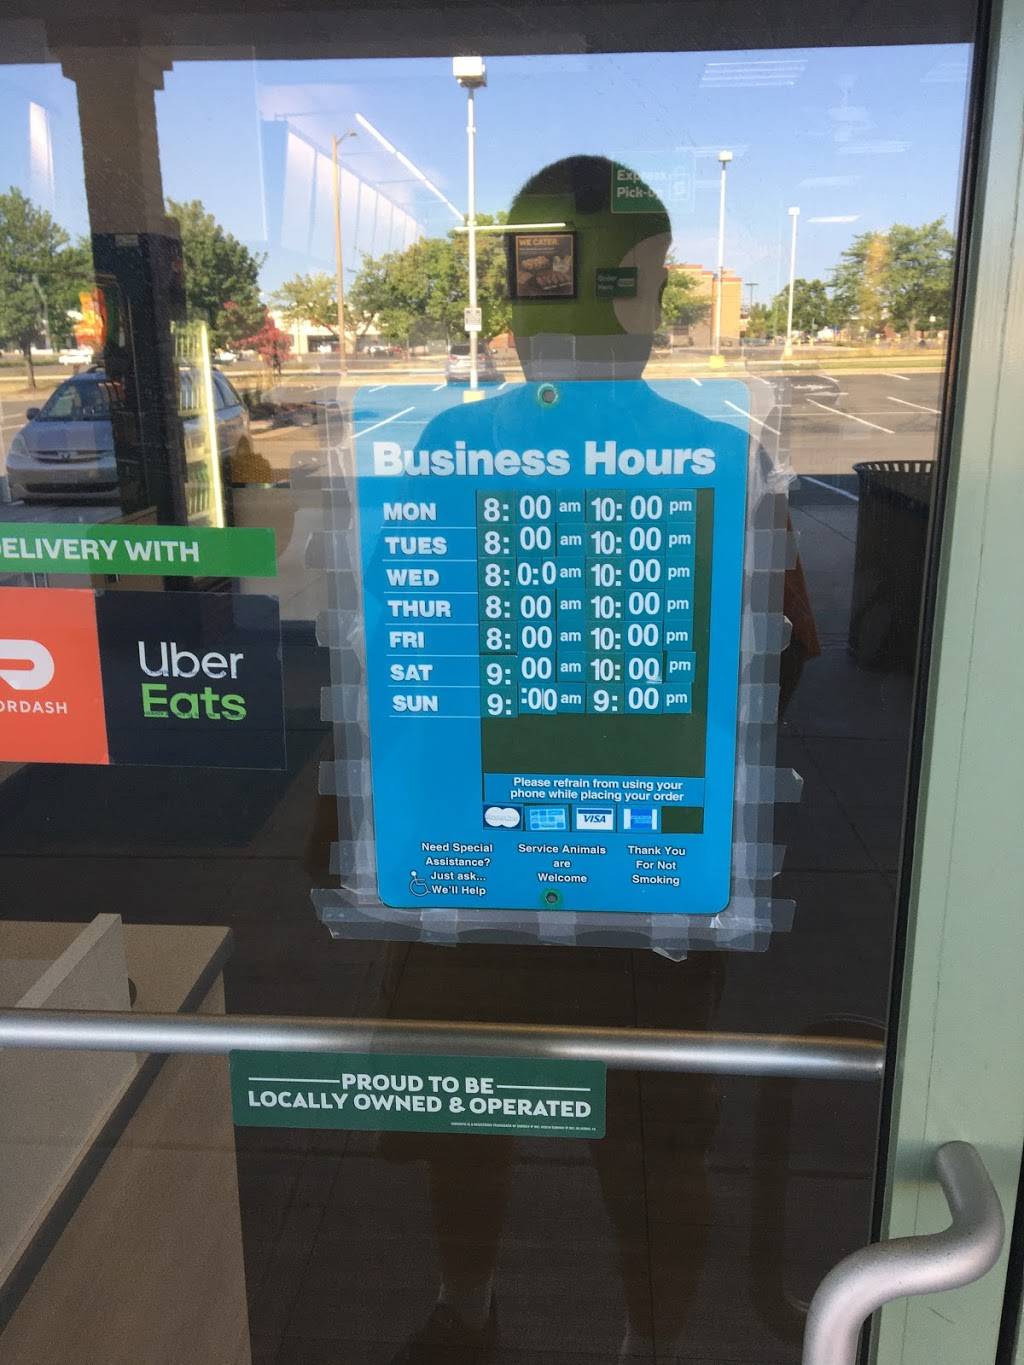 Express
Pick-
WE CATER
ELIVERY WITH
ORDASH
Uber
Eats
Business Hours
MON 8: 00 am 10: 00 pm
TUES 8: 00 am 10: 00 pm
WED 8: 0:0 am 10: 00 pm
THUR 8: 00 am 10: 00 pm
FRI 8: 00 am 10: 00 pm
SAT 9: 00 am 10: 00 pm
SUN 9: :00 am 9: 00 pm
Please refrain from using your
phone while placing your order
VISA
Need Special
Assistance?
Just ask...
We'll Help
Service Animals
are
Welcome
Thank You
For Not
Smoking
PROUD TO BE
LOCALLY OWNED & OPERATED